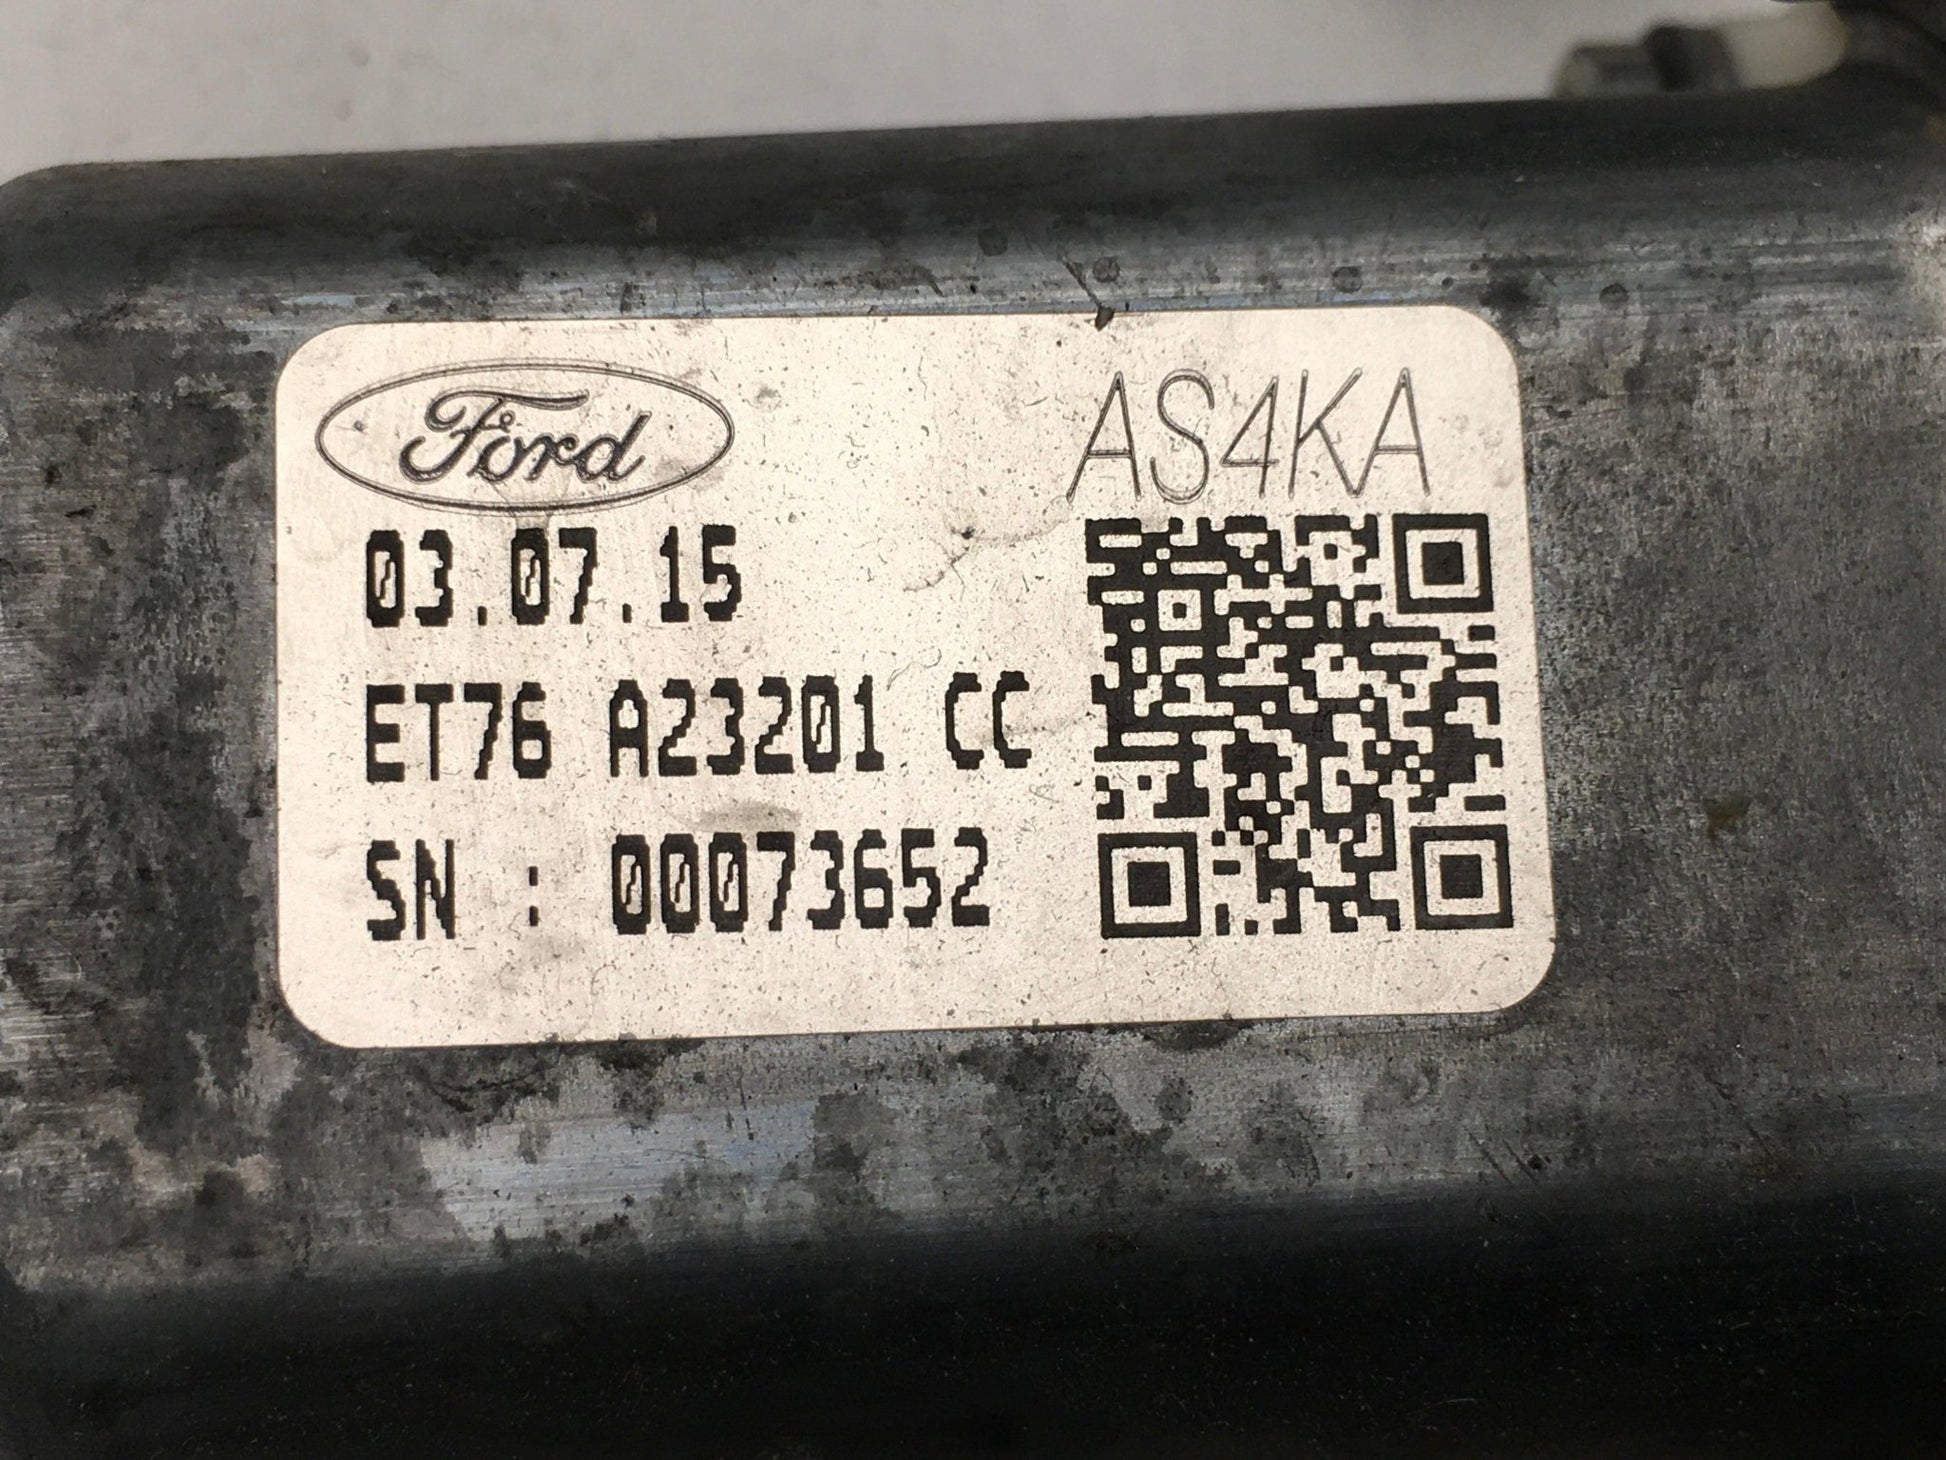 Ford AS4KA
03.07.15
ET76 A23201 CC
SN : 00073652